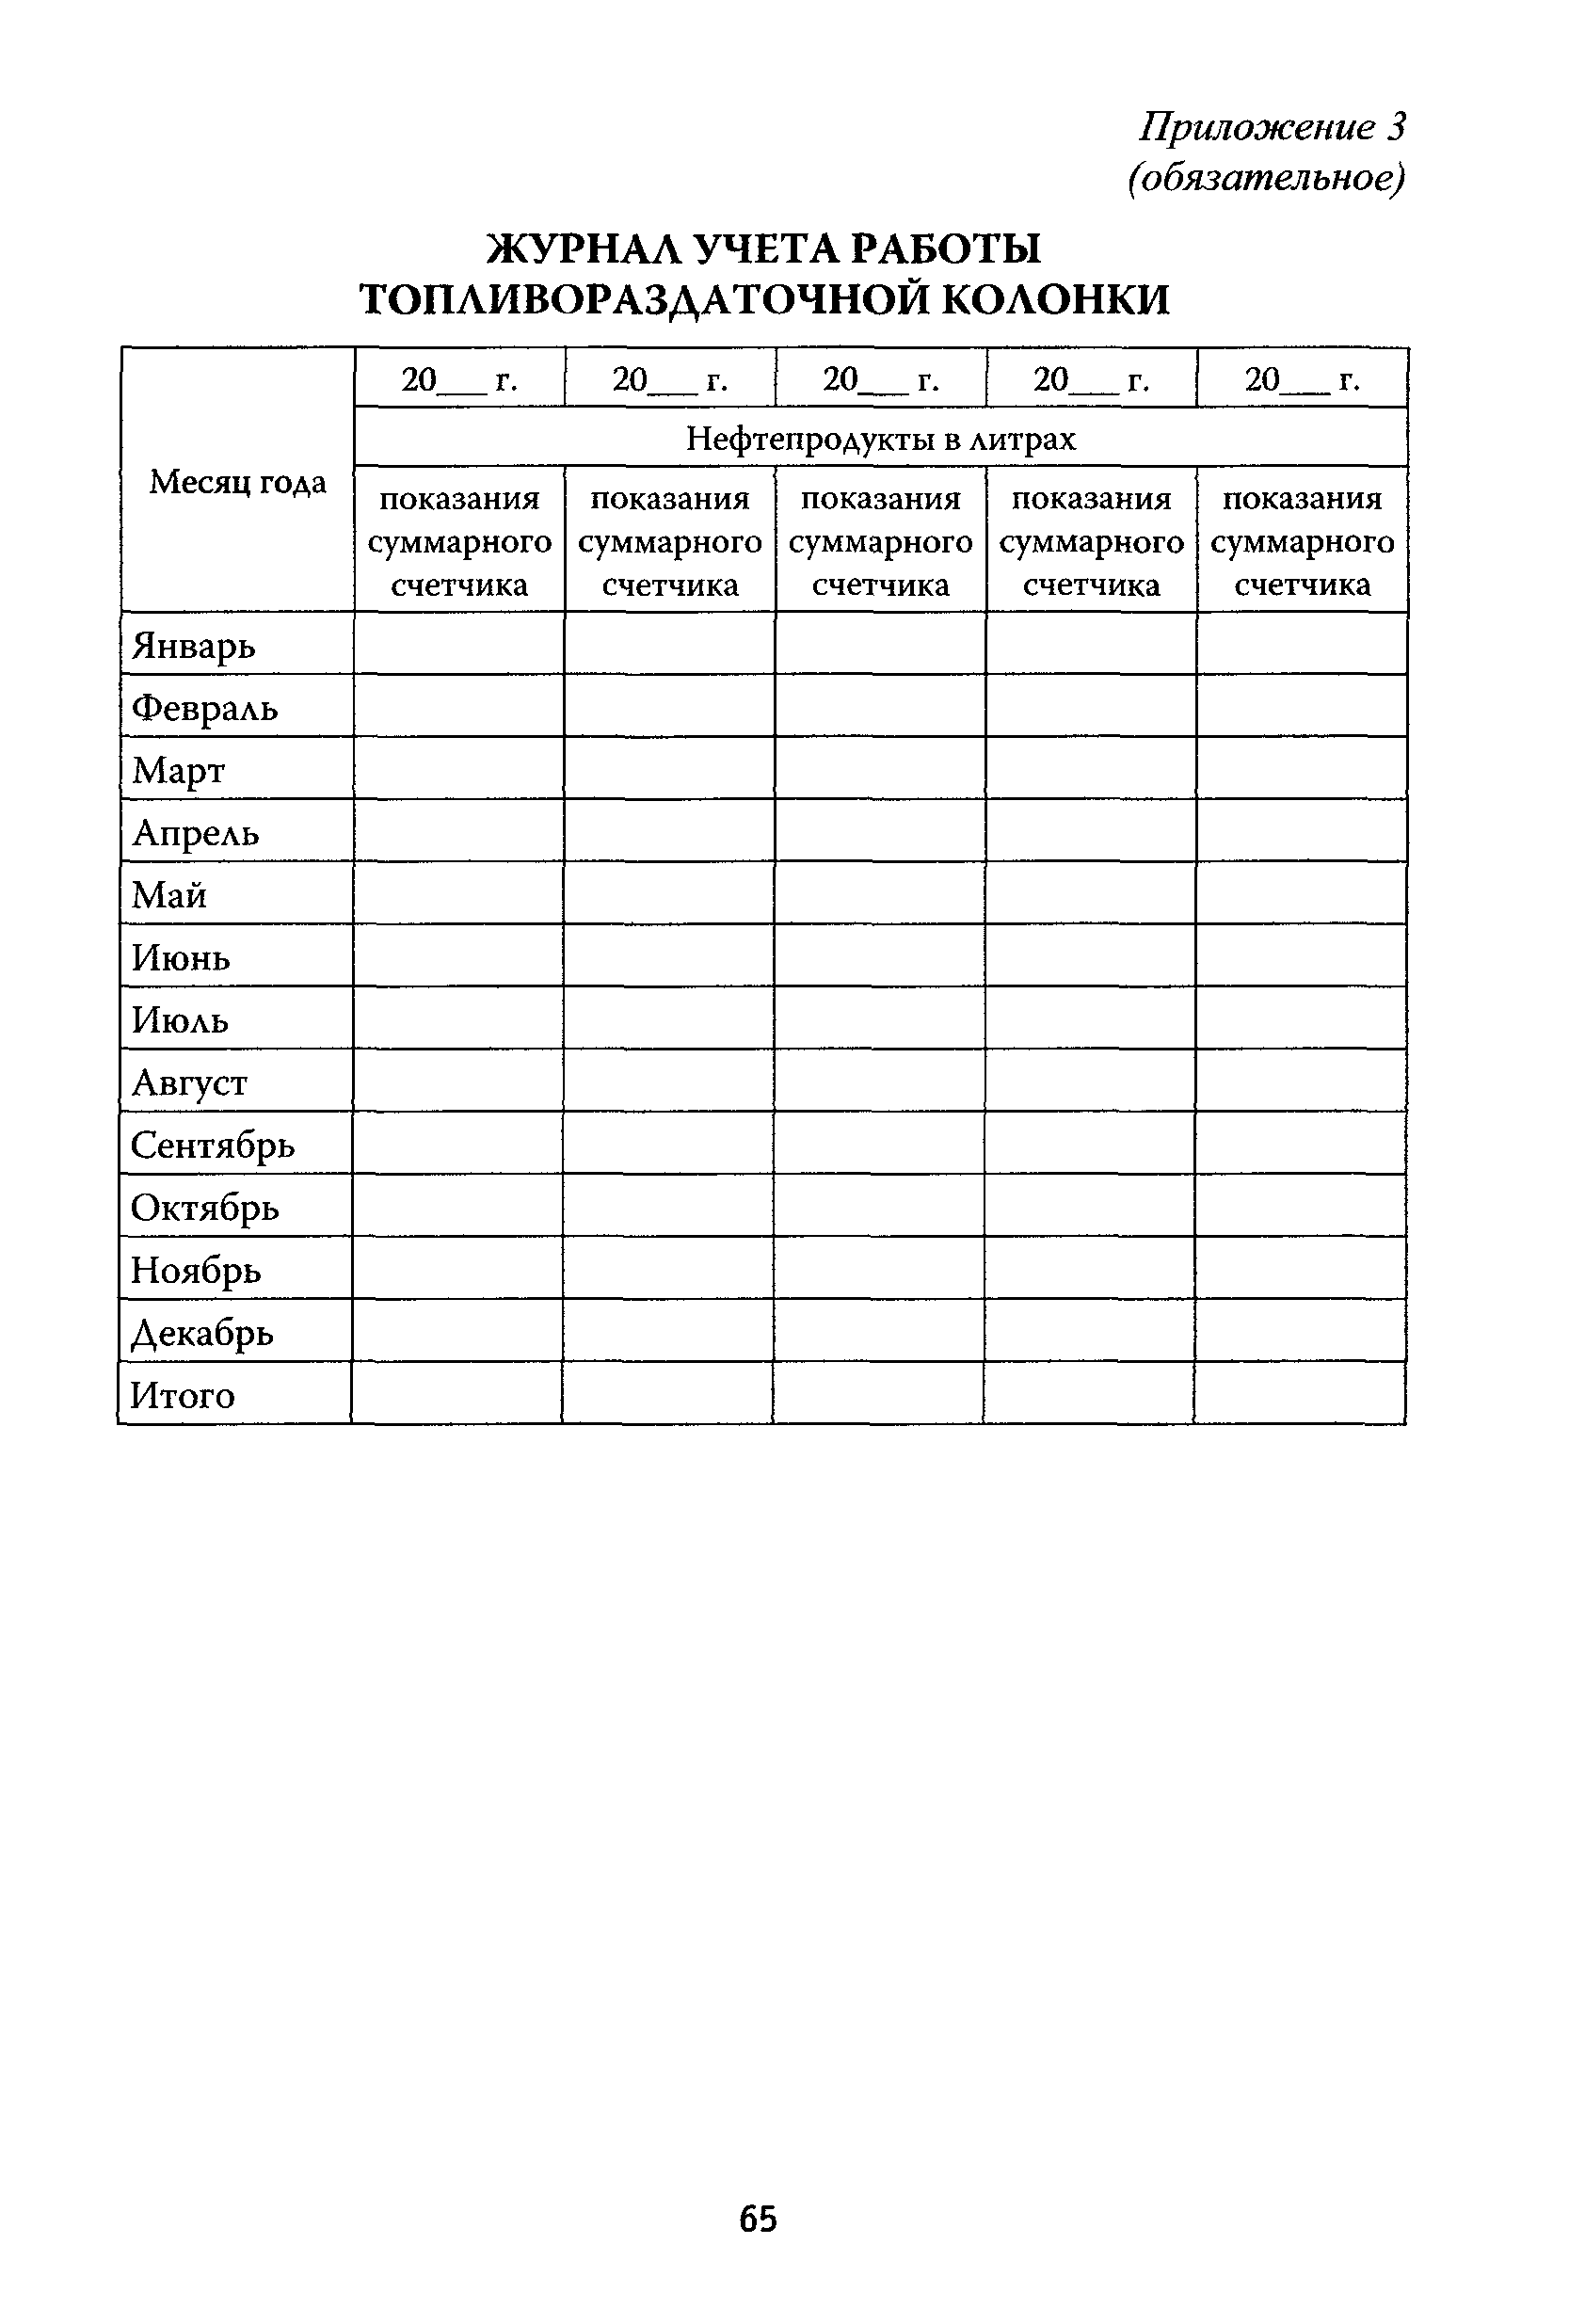 Приложение 3
(обязательное)
ЖУРНАЛ УЧЕТА РАБОТЫ
ТОПЛИВОРАЗДАТОЧНОЙ КОЛОНКИ
Месяц года
20___ г. 20___ г. 20___ г. 20___ г. 20___ г.
Нефтепродукты в литрах
показания показания показания показания показания
суммарного суммарного суммарного суммарного суммарного
счетчика счетчика счетчика счетчика счетчика
Январь
Февраль
Март
Апрель
Май
Июнь
Июль
Август
Сентябрь
Октябрь
Ноябрь
Декабрь
Итого
65